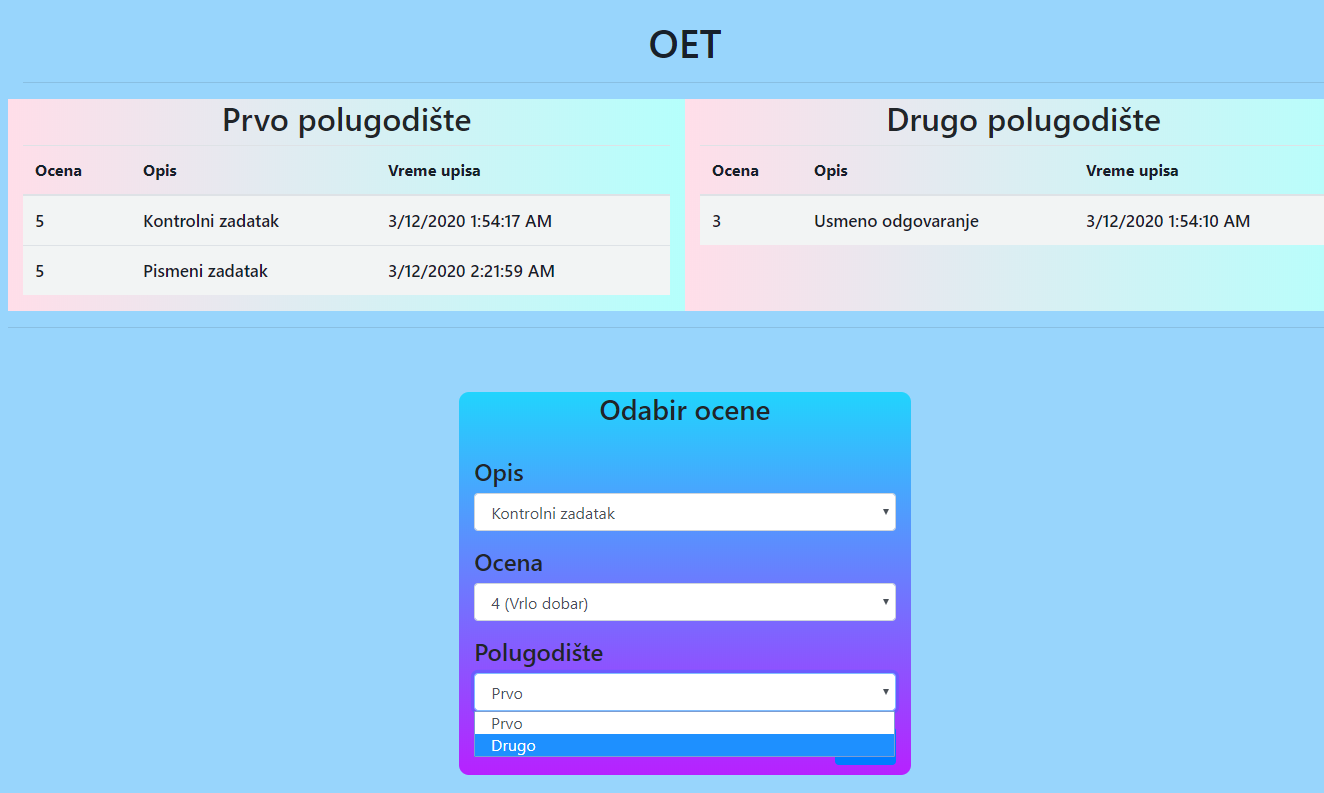 OET
Prvo polugodište
Ocena Opis Vreme upisa
5 Kontrolni zadatak 3/12/2020 1:54:17 AM
5 Pismeni zadatak 3/12/2020 2:21:59 AM
Drugo polugodište
Ocena Opis Vreme upisa
3 Usmeno odgovaranje 3/12/2020 1:54:10 AM
Odabir ocene
Opis
Kontrolni zadatak
Ocena
4 (Vrlo dobar)
Polugodište
Prvo
Prvo
Drugo